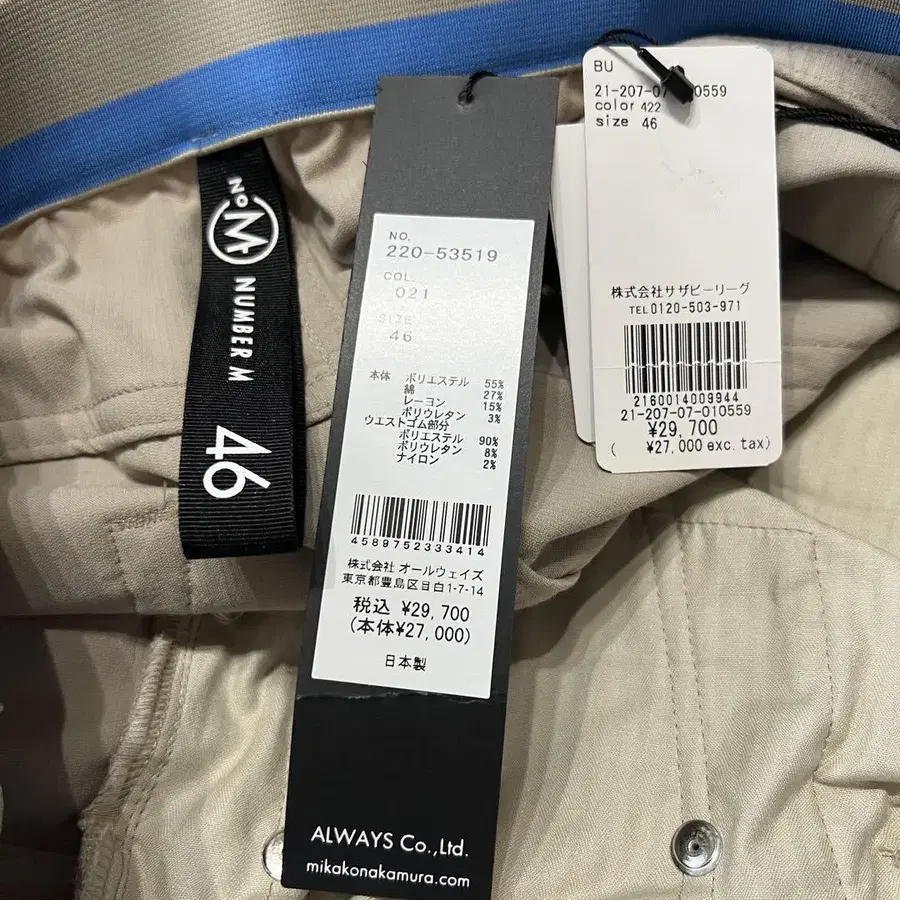 No M
NUMBER M
46
NO.
220-53519
COL.
021
SIZE
46
本体 ポリエステル 55%
綿 27%
レーヨン 15%
ポリウレタン 3%
ウエストゴム部分
ポリエステル 90%
ポリウレタン 8%
ナイロン 2%
4589752333414
株式会社 オールウェイズ
東京都豊島区目白1-7-14
税込 ¥29,700
(本体¥27,000)
日本製
ALWAYS Co.,Ltd.
mikakonakamura.com
BU
21-207-07-010559
color 422
size 46
株式会社サザビーリーグ
TEL 0120-503-971
2160014009944
21-207-07-010559
¥29,700
( ¥27,000 exc.tax)